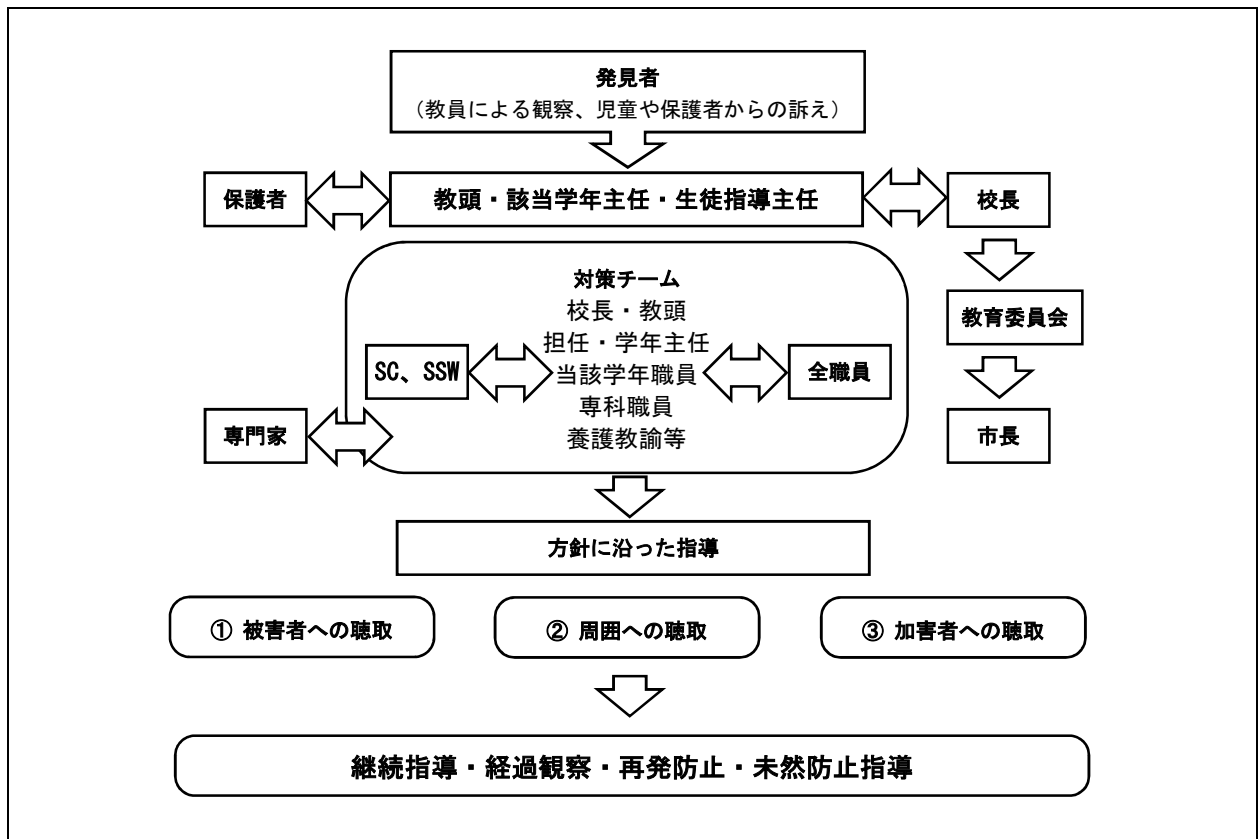 発見者
（教員による観察、児童や保護者からの訴え）
保護者
教頭・該当学年主任・生徒指導主任
校長
対策チーム
校長・教頭
担任・学年主任
当該学年職員
専科職員
養護教諭等
SC、SSW
全職員
専門家
教育委員会
市長
方針に沿った指導
① 被害者への聴取
② 周囲への聴取
③ 加害者への聴取
継続指導・経過観察・再発防止・未然防止指導